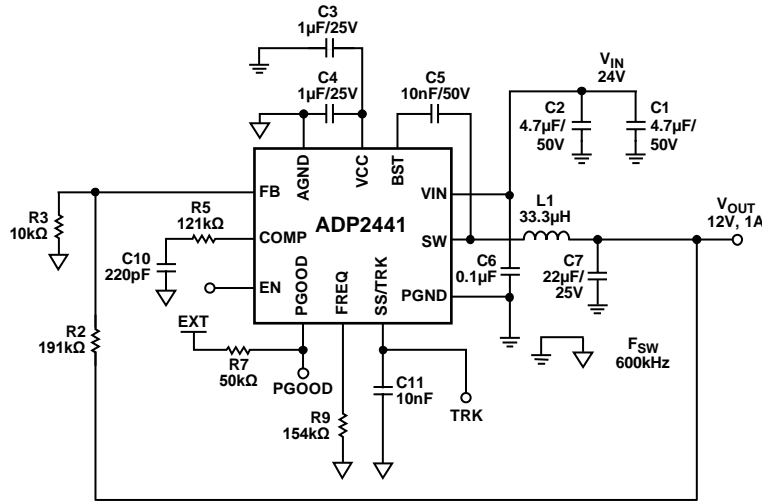 C3
1µF/25V
C4
1µF/25V
C5
10nF/50V
VIN
24V
C2
4.7µF/
50V
C1
4.7µF/
50V
AGND
VCC
BST
FB
VIN
R3
10kΩ
R5
121kΩ
ADP2441
L1
33.3µH
VOUT
12V, 1A
COMP
SW
C10
220pF
C6
0.1µF
C7
22µF/
25V
EN
PGOOD
FREQ
SS/TRK
PGND
R2
191kΩ
EXT
R7
50kΩ
PGOOD
C11
10nF
TRK
FSW
600kHz
R9
154kΩ